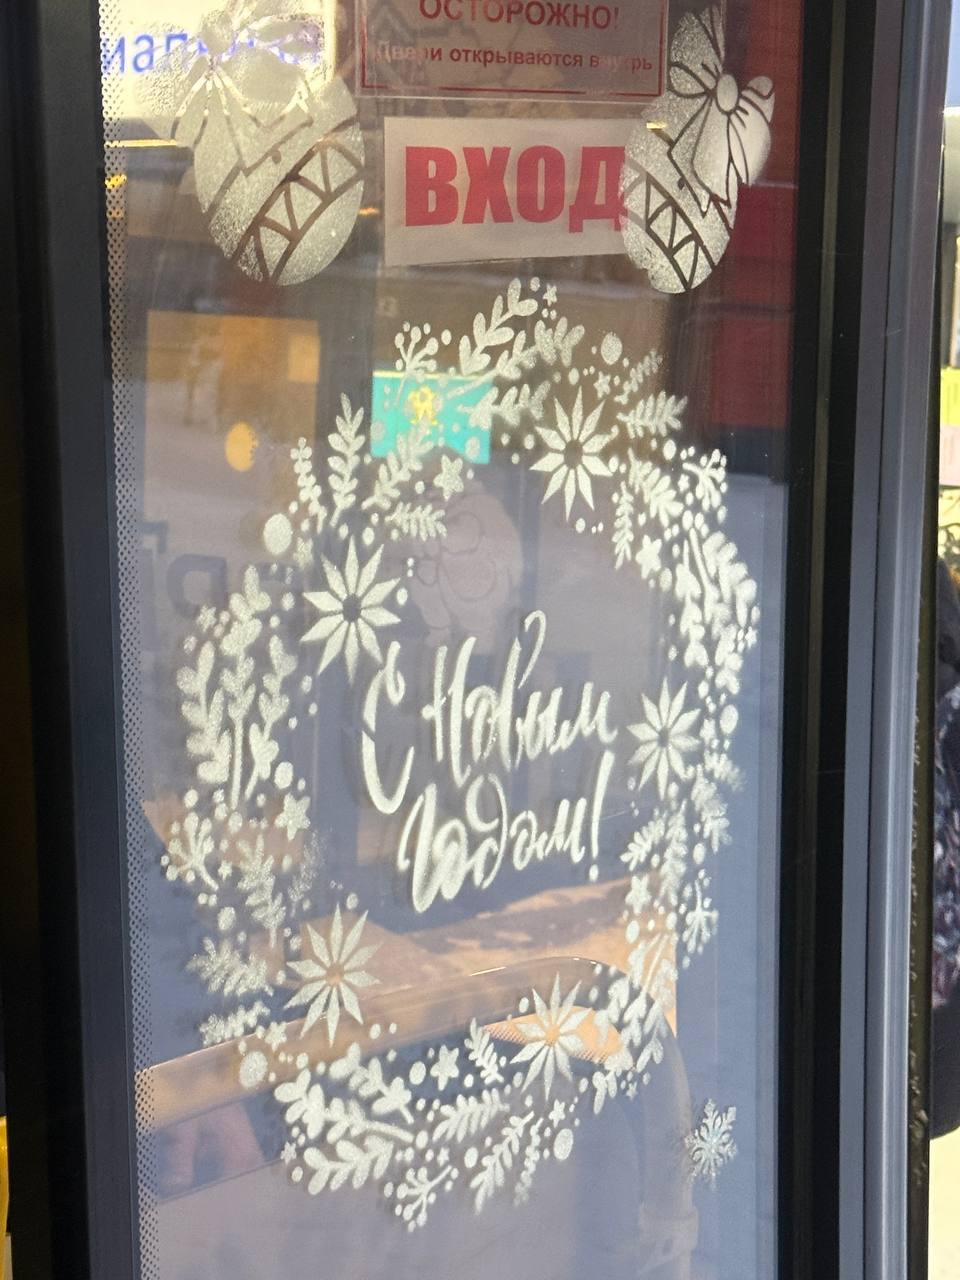 ОСТОРОЖНО!
Двери открываются внутрь
ВХОД
С Новым
Годом!